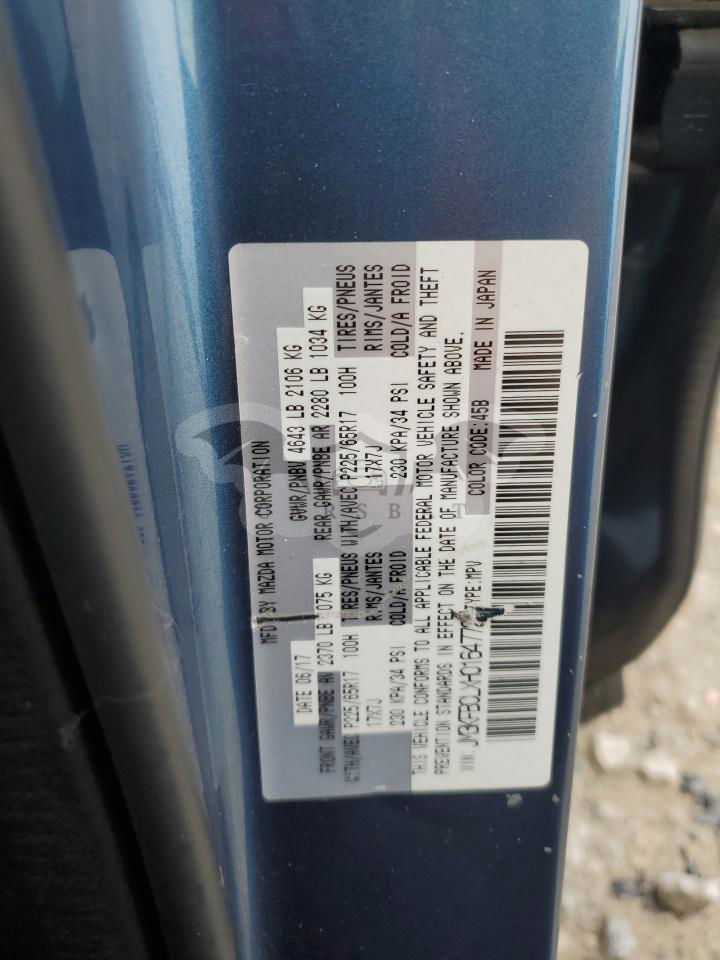 MFD BY MAZDA MOTOR CORPORATION
DATE 06/17 GVWR/PNBV 4643 LB 2106 KG
FRONT GAWR/PNBE AV 2370 LB 1075 KG REAR GAWR/PNBE AR 2280 LB 1034 KG
WITH/AVEC P225/65R17 100H TIRES/PNEUS WITH/AVEC P225/65R17 100H TIRES/PNEUS
17X7J RIMS/JANTES 17X7J RIMS/JANTES
230 KPA/34 PSI COLD/A FROID 230 KPA/34 PSI COLD/A FROID
THIS VEHICLE CONFORMS TO ALL APPLICABLE FEDERAL MOTOR VEHICLE SAFETY AND THEFT
PREVENTION STANDARDS IN EFFECT ON THE DATE OF MANUFACTURE SHOWN ABOVE.
VIN: TYPE:MPV COLOR CODE:45B MADE IN JAPAN